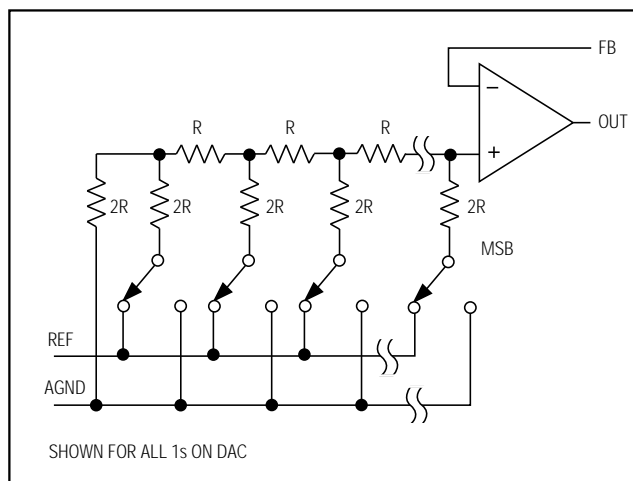 FB
−
OUT
R R R
+
2R 2R 2R 2R 2R
MSB
REF
AGND
SHOWN FOR ALL 1s ON DAC